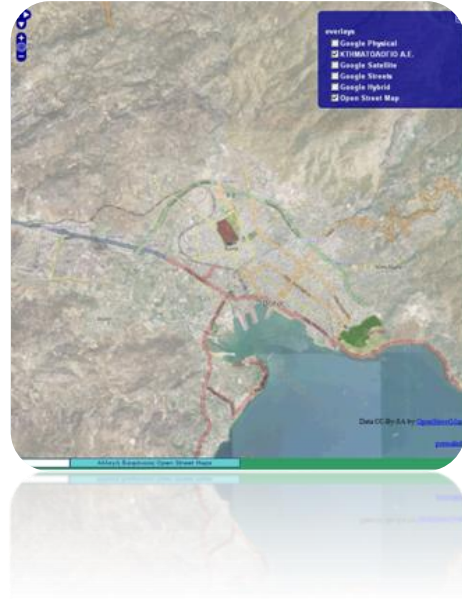 overlays
Google Physical
ΚΤΗΜΑΤΟΛΟΓΙΟ Α.Ε.
Google Satellite
Google Streets
Google Hybrid
Open Street Map
Data CC-By-SA by
Αλλαγή διαφάνειας Open Street Maps